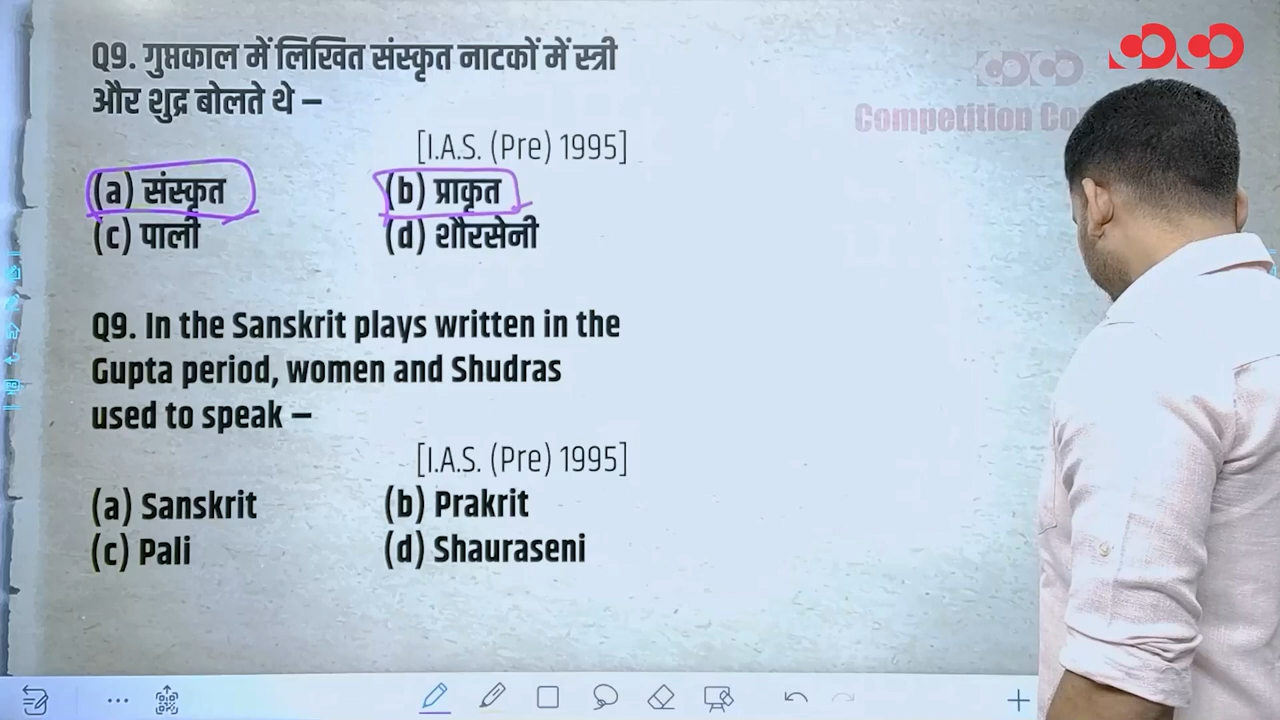 Q9. गुप्तकाल में लिखित संस्कृत नाटकों में स्त्री
और शुद्र बोलते थे –
[I.A.S. (Pre) 1995]
(a) संस्कृत (b) प्राकृत
(c) पाली (d) शौरसेनी
Q9. In the Sanskrit plays written in the
Gupta period, women and Shudras
used to speak –
[I.A.S. (Pre) 1995]
(a) Sanskrit (b) Prakrit
(c) Pali (d) Shauraseni
Competition